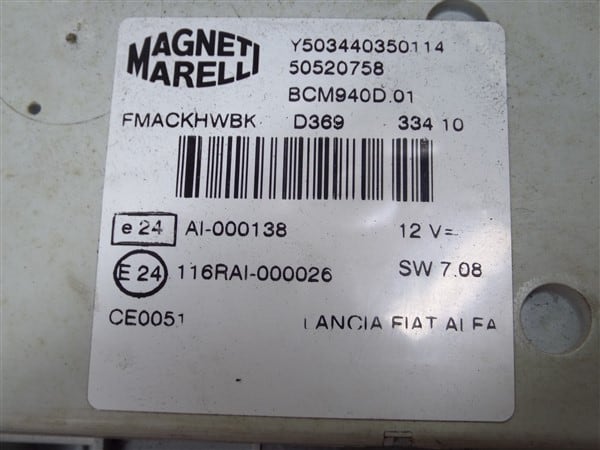 MAGNETI MARELLI
Y503440350114
50520758
BCM940D.01
FMACKHWBK D369 334 10
e 24 AI-000138 12 V=
E 24 116RAI-000026 SW 7.08
CE0051 LANCIA FIAT ALFA